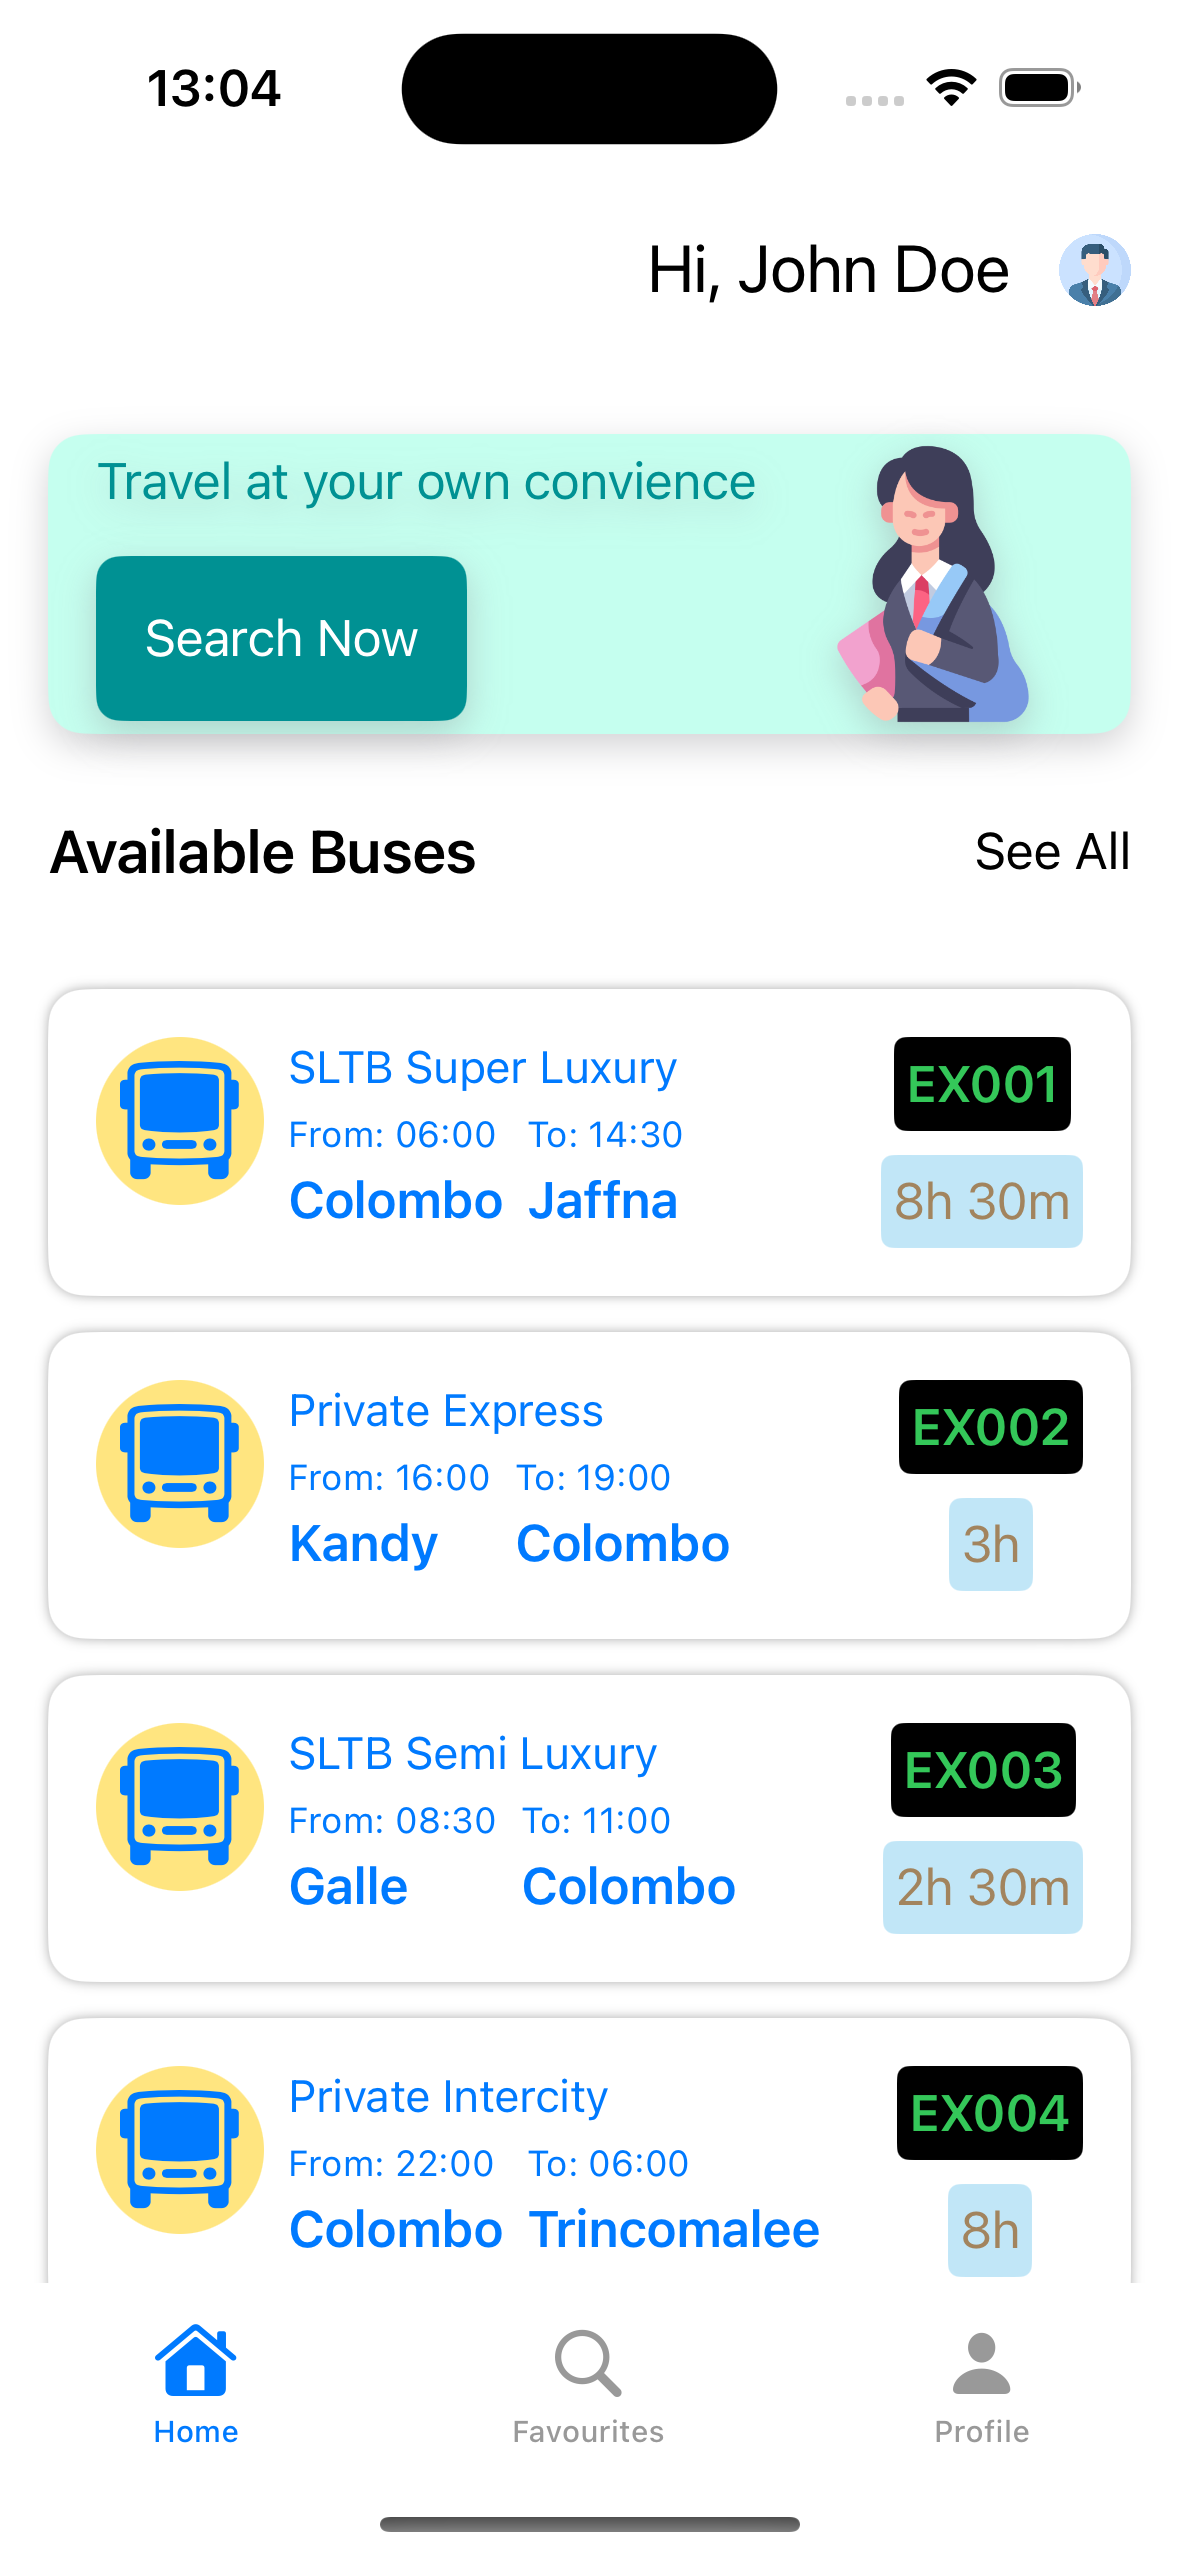 13:04
Hi, John Doe
Travel at your own convience
Search Now
Available Buses
See All
SLTB Super Luxury
EX001
From: 06:00 To: 14:30
Colombo Jaffna
8h 30m
Private Express
EX002
From: 16:00 To: 19:00
Kandy Colombo
3h
SLTB Semi Luxury
EX003
From: 08:30 To: 11:00
Galle Colombo
2h 30m
Private Intercity
EX004
From: 22:00 To: 06:00
Colombo Trincomalee
8h
Home
Favourites
Profile